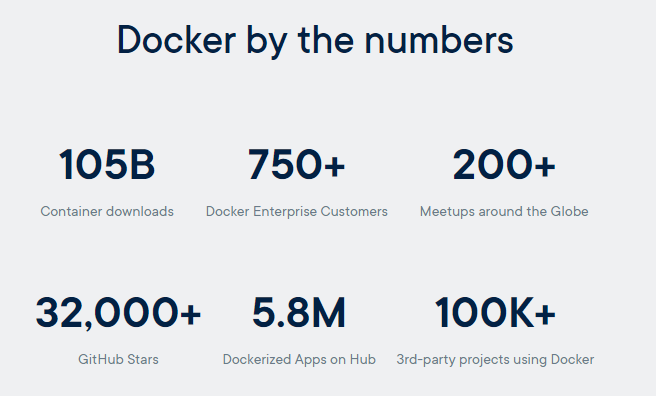 Docker by the numbers
105B 750+ 200+
Container downloads Docker Enterprise Customers Meetups around the Globe
32,000+ 5.8M 100K+
GitHub Stars Dockerized Apps on Hub 3rd-party projects using Docker